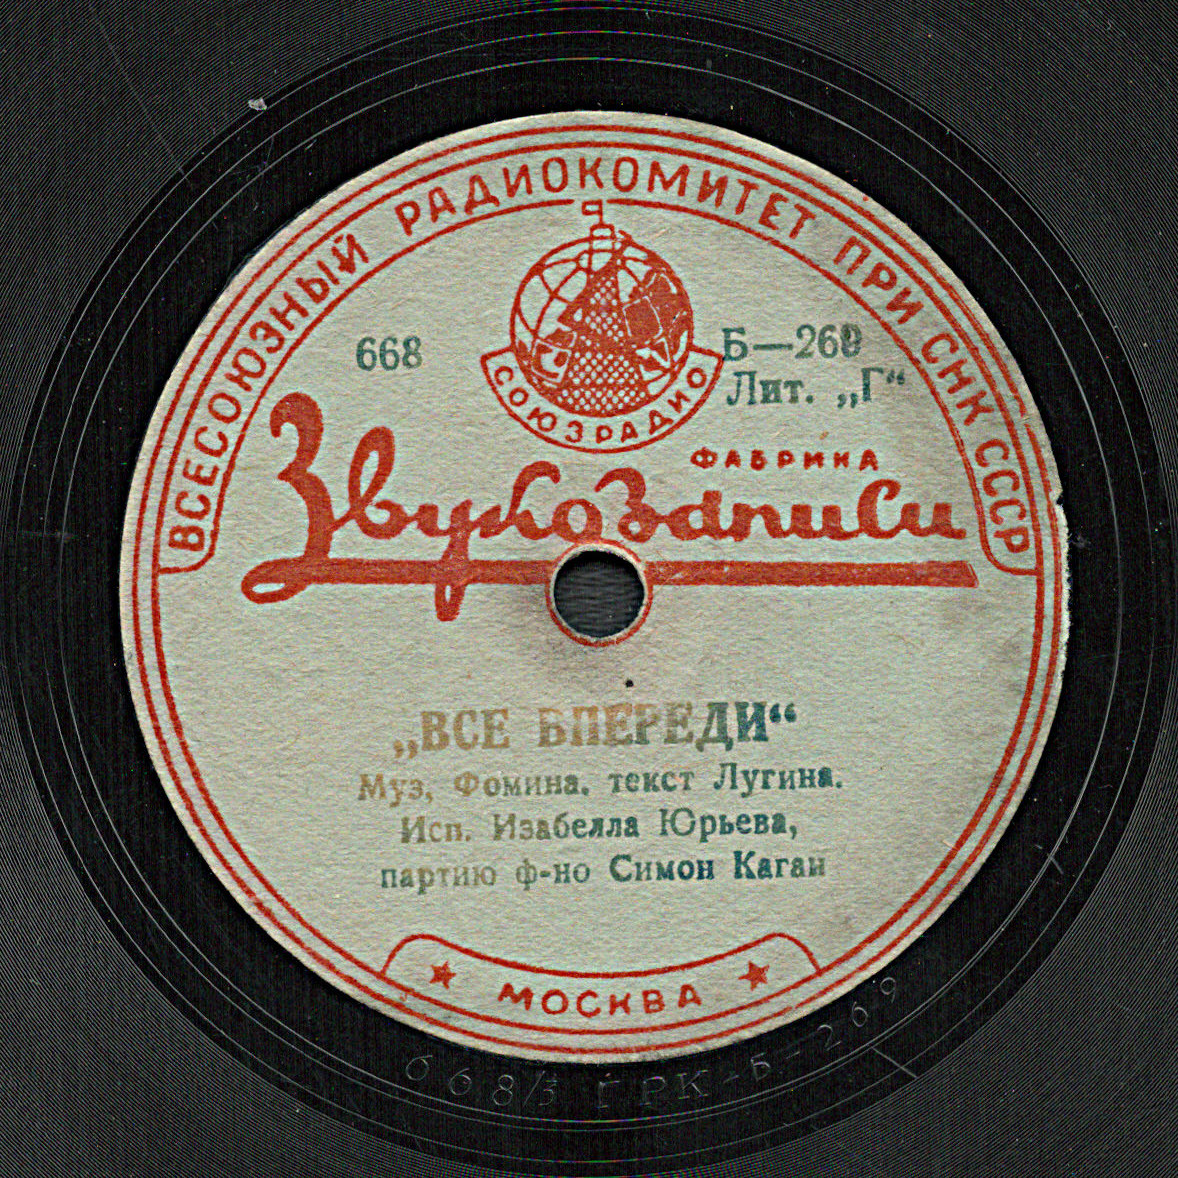 ВСЕСОЮЗНЫЙ РАДИОКОМИТЕТ ПРИ СНК СССР
668
СОЮЗРАДИО
Б—269
Лит. „Г“
ФАБРИКА
Звукозаписи
„ВСЕ ВПЕРЕДИ“
Муз. Фомина. текст Лугина.
Исп. Изабелла Юрьева,
партию ф-но Симон Каган
★ МОСКВА ★
668/3 ГРК-Б-269